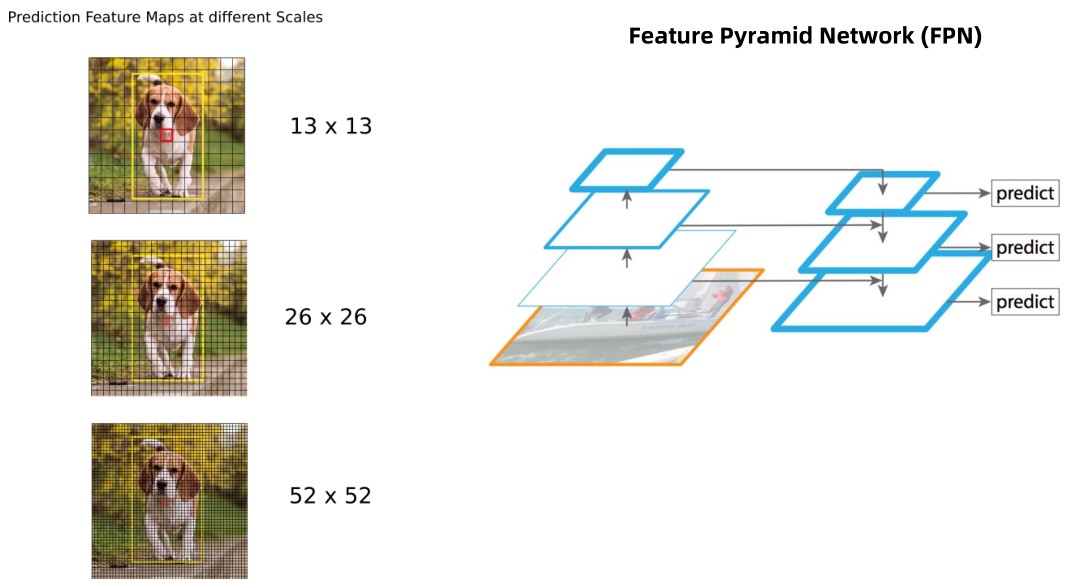 Prediction Feature Maps at different Scales
13 x 13
26 x 26
52 x 52
Feature Pyramid Network (FPN)
predict
predict
predict